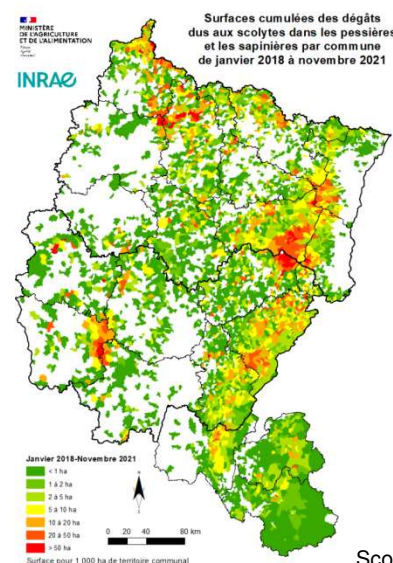 MINISTÈRE
DE L'AGRICULTURE
ET DE L'ALIMENTATION
INRAE
Surfaces cumulées des dégâts
dus aux scolytes dans les pessières
et les sapinières par commune
de janvier 2018 à novembre 2021
Janvier 2018-Novembre 2021
< 1 ha
1 à 2 ha
2 à 5 ha
5 à 10 ha
10 à 20 ha
20 à 50 ha
> 50 ha
0 20 40 80 km
Surface pour 1 000 ha de territoire communal
Sco